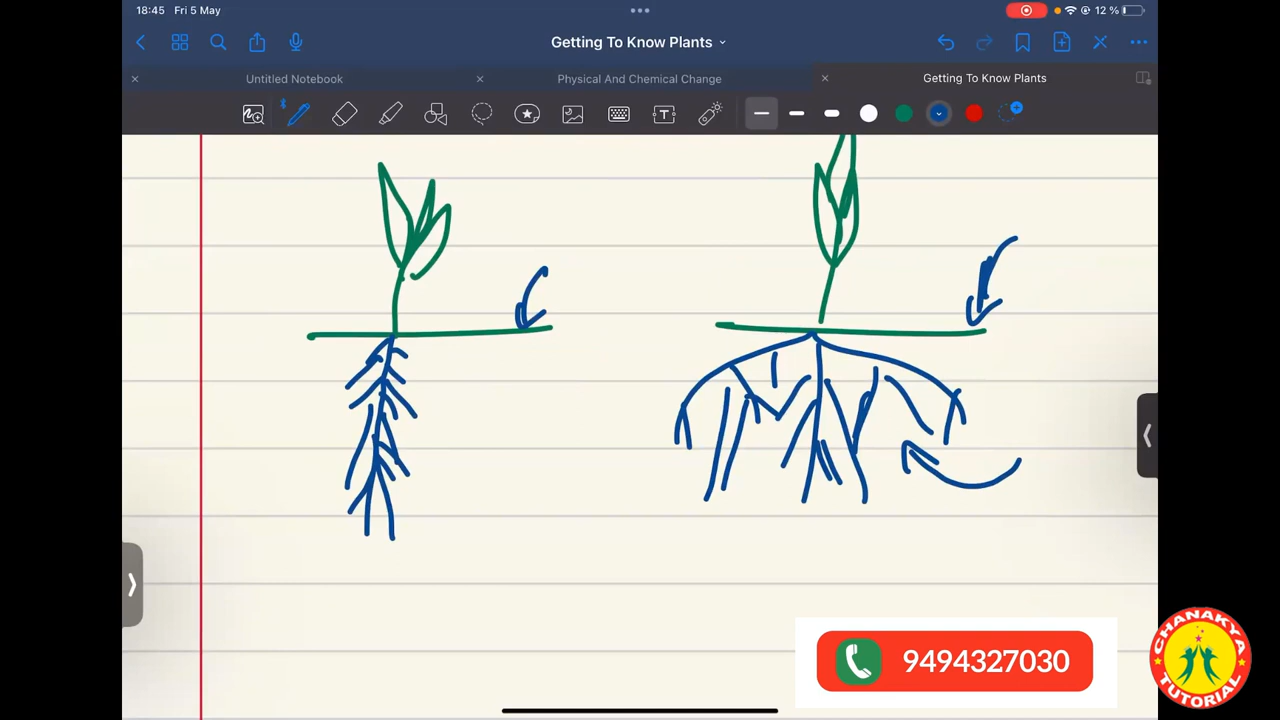 18:45 Fri 5 May
12 %
Getting To Know Plants
Untitled Notebook
Physical And Chemical Change
Getting To Know Plants
T
9494327030
CHANAKYA
TUTORIAL